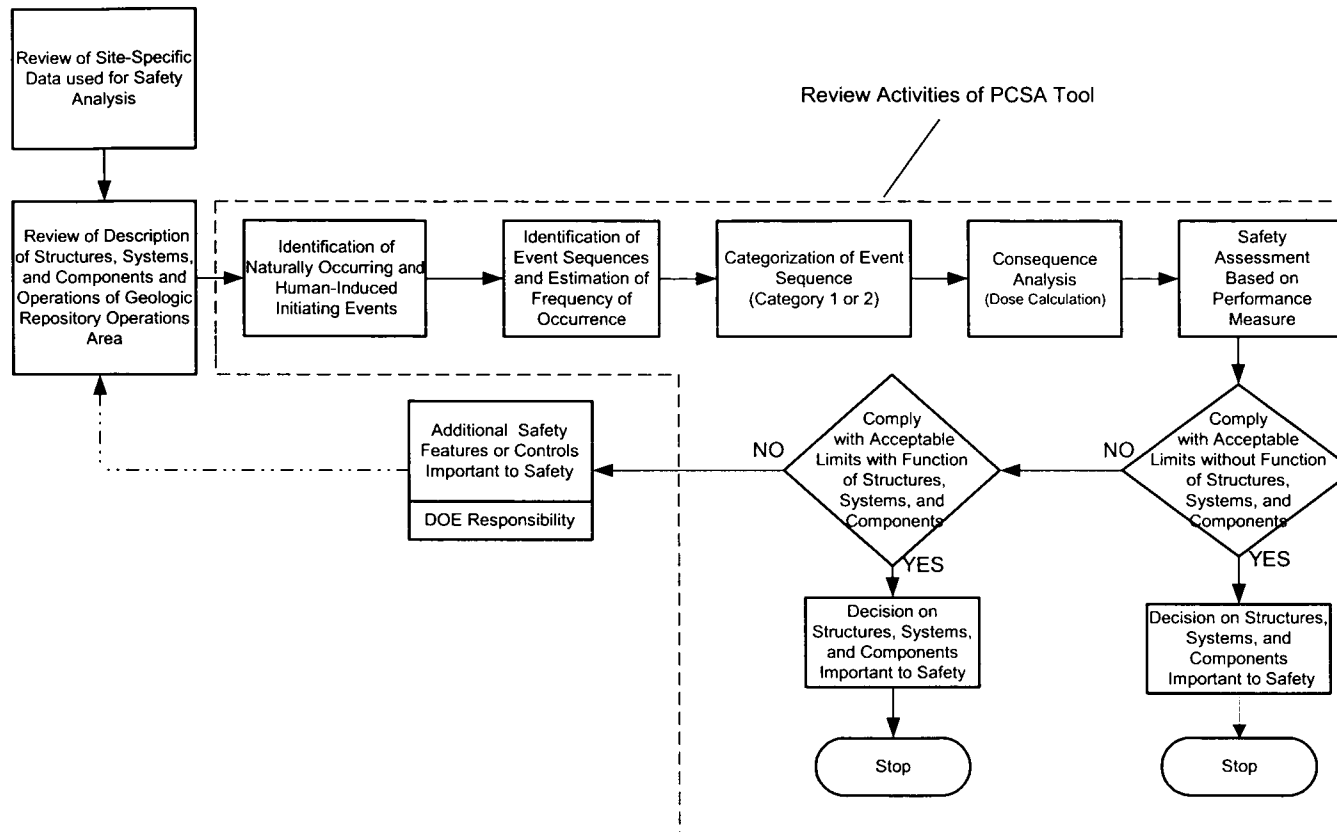 Review of Site-Specific
Data used for Safety
Analysis
Review Activities of PCSA Tool
Review of Description
of Structures, Systems,
and Components and
Operations of Geologic
Repository Operations
Area
Identification of
Naturally Occurring and
Human-Induced
Initiating Events
Identification of
Event Sequences
and Estimation of
Frequency of
Occurrence
Categorization of Event
Sequence
(Category 1 or 2)
Consequence
Analysis
(Dose Calculation)
Safety
Assessment
Based on
Performance
Measure
Comply
with Acceptable
Limits without Function
of Structures,
Systems, and
Components
NO
YES
Comply
with Acceptable
Limits with Function
of Structures,
Systems, and
Components
NO
YES
Additional Safety
Features or Controls
Important to Safety
DOE Responsibility
Decision on
Structures, Systems,
and Components
Important to Safety
Decision on Structures,
Systems, and
Components
Important to Safety
Stop
Stop